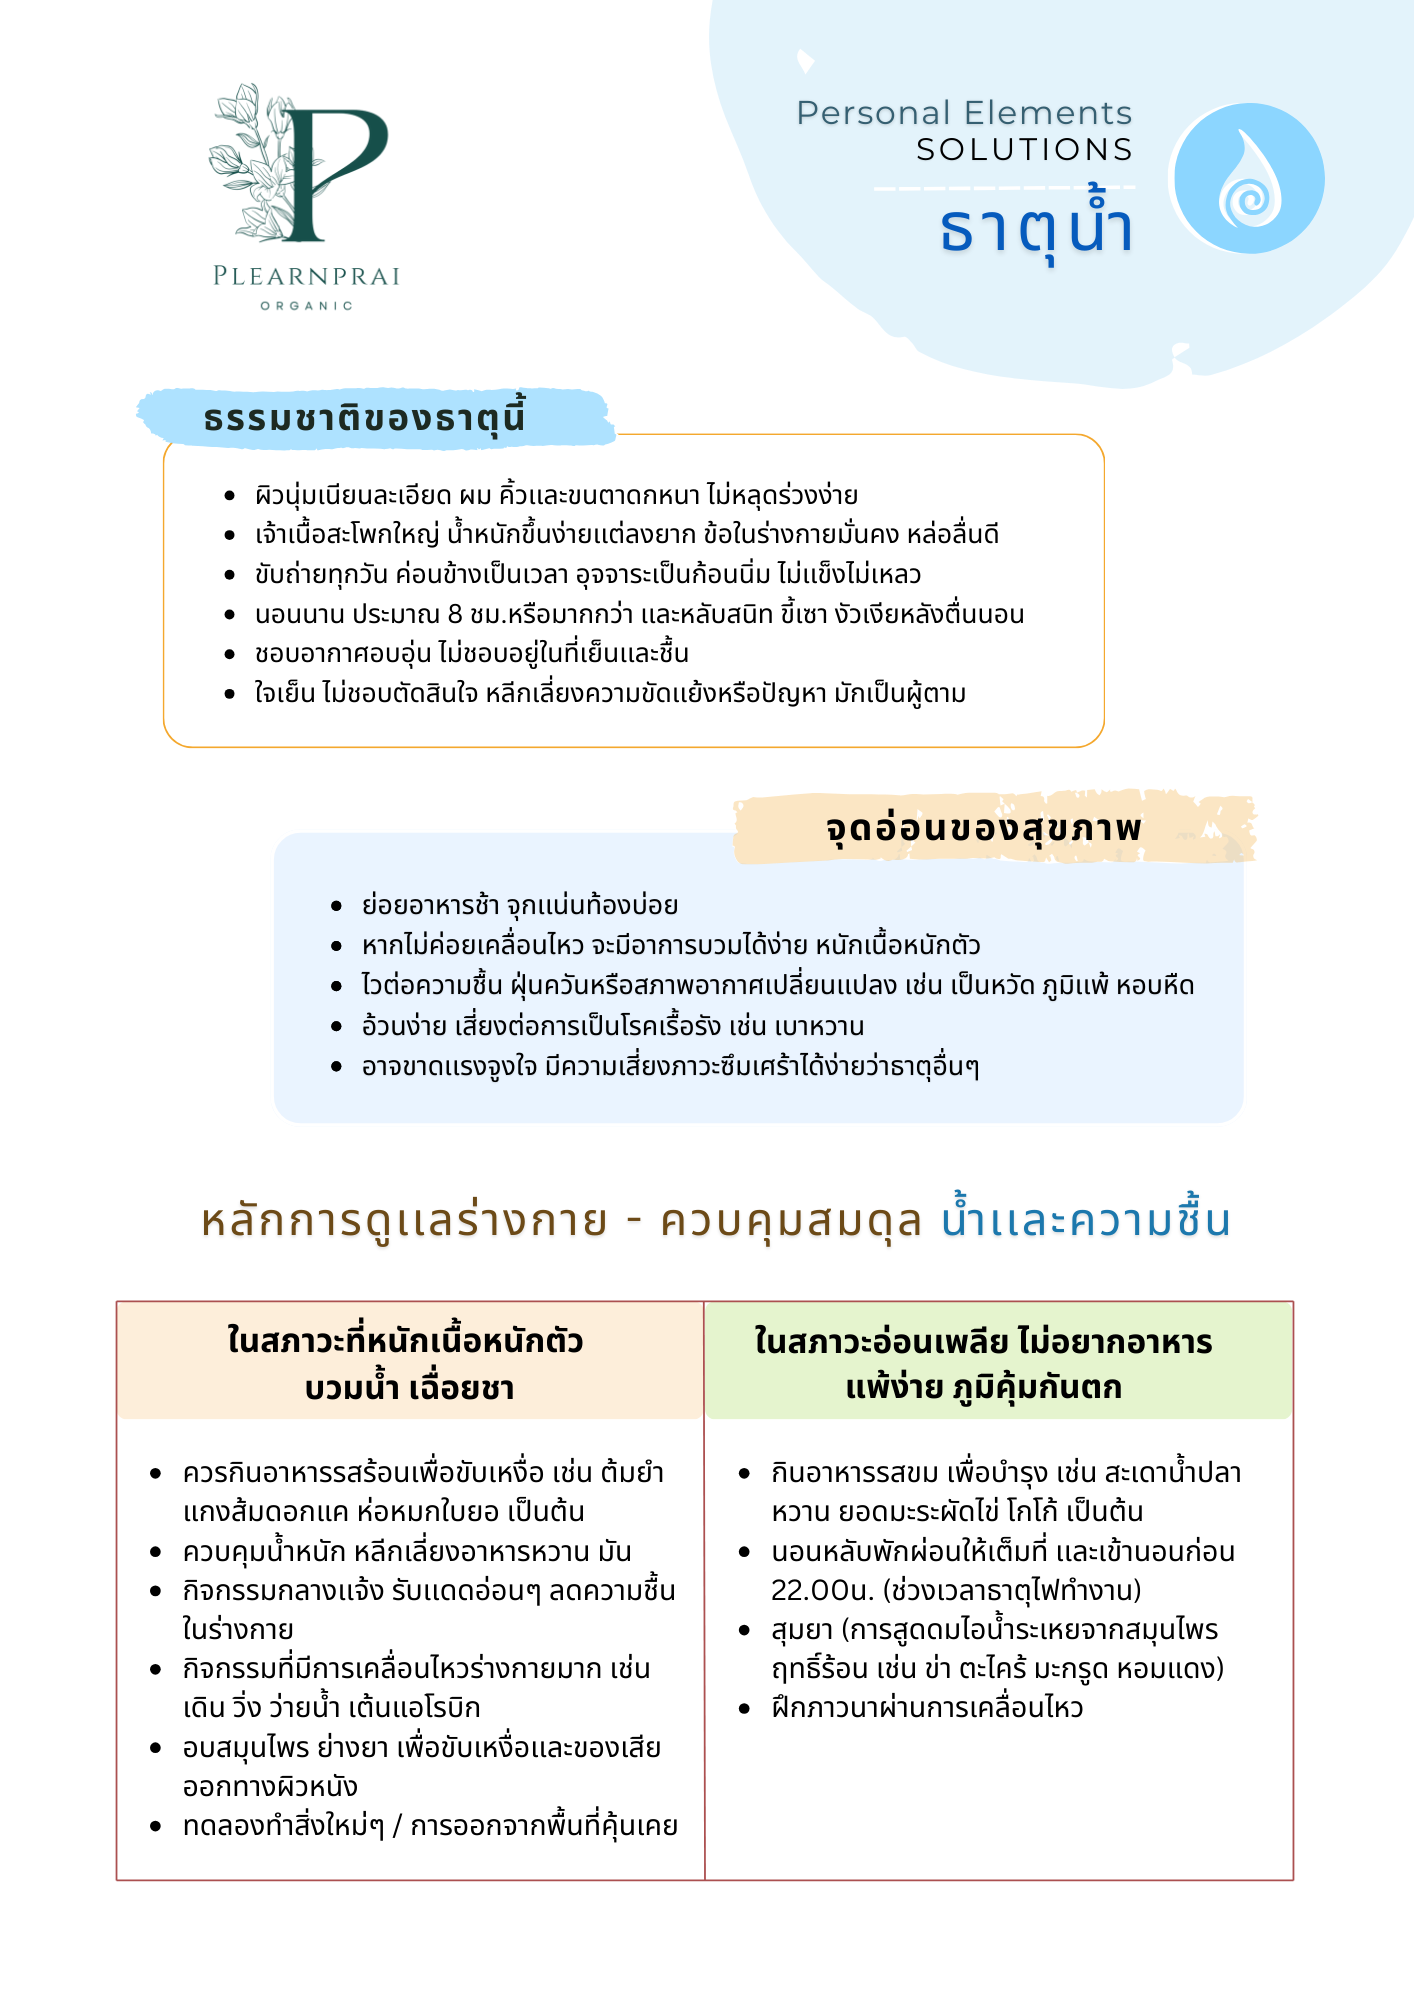 PLEARNPRAI
ORGANIC
Personal Elements
SOLUTIONS
ธาตุน้ำ
ธรรมชาติของธาตุนี้
• ผิวนุ่มเนียนละเอียด ผม คิ้วและขนตาดกหนา ไม่หลุดร่วงง่าย
• เจ้าเนื้อสะโพกใหญ่ น้ำหนักขึ้นง่ายแต่ลงยาก ข้อในร่างกายมั่นคง หล่อลื่นดี
• ขับถ่ายทุกวัน ค่อนข้างเป็นเวลา อุจจาระเป็นก้อนนิ่ม ไม่แข็งไม่เหลว
• นอนนาน ประมาณ 8 ชม.หรือมากกว่า และหลับสนิท ขี้เซา งัวเงียหลังตื่นนอน
• ชอบอากาศอบอุ่น ไม่ชอบอยู่ในที่เย็นและชื้น
• ใจเย็น ไม่ชอบตัดสินใจ หลีกเลี่ยงความขัดแย้งหรือปัญหา มักเป็นผู้ตาม
จุดอ่อนของสุขภาพ
• ย่อยอาหารช้า จุกแน่นท้องบ่อย
• หากไม่ค่อยเคลื่อนไหว จะมีอาการบวมได้ง่าย หนักเนื้อหนักตัว
• ไวต่อความชื้น ฝุ่นควันหรือสภาพอากาศเปลี่ยนแปลง เช่น เป็นหวัด ภูมิแพ้ หอบหืด
• อ้วนง่าย เสี่ยงต่อการเป็นโรคเรื้อรัง เช่น เบาหวาน
• อาจขาดแรงจูงใจ มีความเสี่ยงภาวะซึมเศร้าได้ง่ายว่าธาตุอื่นๆ
หลักการดูแลร่างกาย - ควบคุมสมดุล น้ำและความชื้น
ในสภาวะที่หนักเนื้อหนักตัว
บวมน้ำ เฉื่อยชา
• ควรกินอาหารรสร้อนเพื่อขับเหงื่อ เช่น ต้มยำ
แกงส้มดอกแค ห่อหมกใบยอ เป็นต้น
• ควบคุมน้ำหนัก หลีกเลี่ยงอาหารหวาน มัน
• กิจกรรมกลางแจ้ง รับแดดอ่อนๆ ลดความชื้น
ในร่างกาย
• กิจกรรมที่มีการเคลื่อนไหวร่างกายมาก เช่น
เดิน วิ่ง ว่ายน้ำ เต้นแอโรบิก
• อบสมุนไพร ย่างยา เพื่อขับเหงื่อและของเสีย
ออกทางผิวหนัง
• ทดลองทำสิ่งใหม่ๆ / การออกจากพื้นที่คุ้นเคย
ในสภาวะอ่อนเพลีย ไม่อยากอาหาร
แพ้ง่าย ภูมิคุ้มกันตก
• กินอาหารรสขม เพื่อบำรุง เช่น สะเดาน้ำปลา
หวาน ยอดมะระผัดไข่ โกโก้ เป็นต้น
• นอนหลับพักผ่อนให้เต็มที่ และเข้านอนก่อน
22.00น. (ช่วงเวลาธาตุไฟทำงาน)
• สุมยา (การสูดดมไอน้ำระเหยจากสมุนไพร
ฤทธิ์ร้อน เช่น ข่า ตะไคร้ มะกรูด หอมแดง)
• ฝึกภาวนาผ่านการเคลื่อนไหว